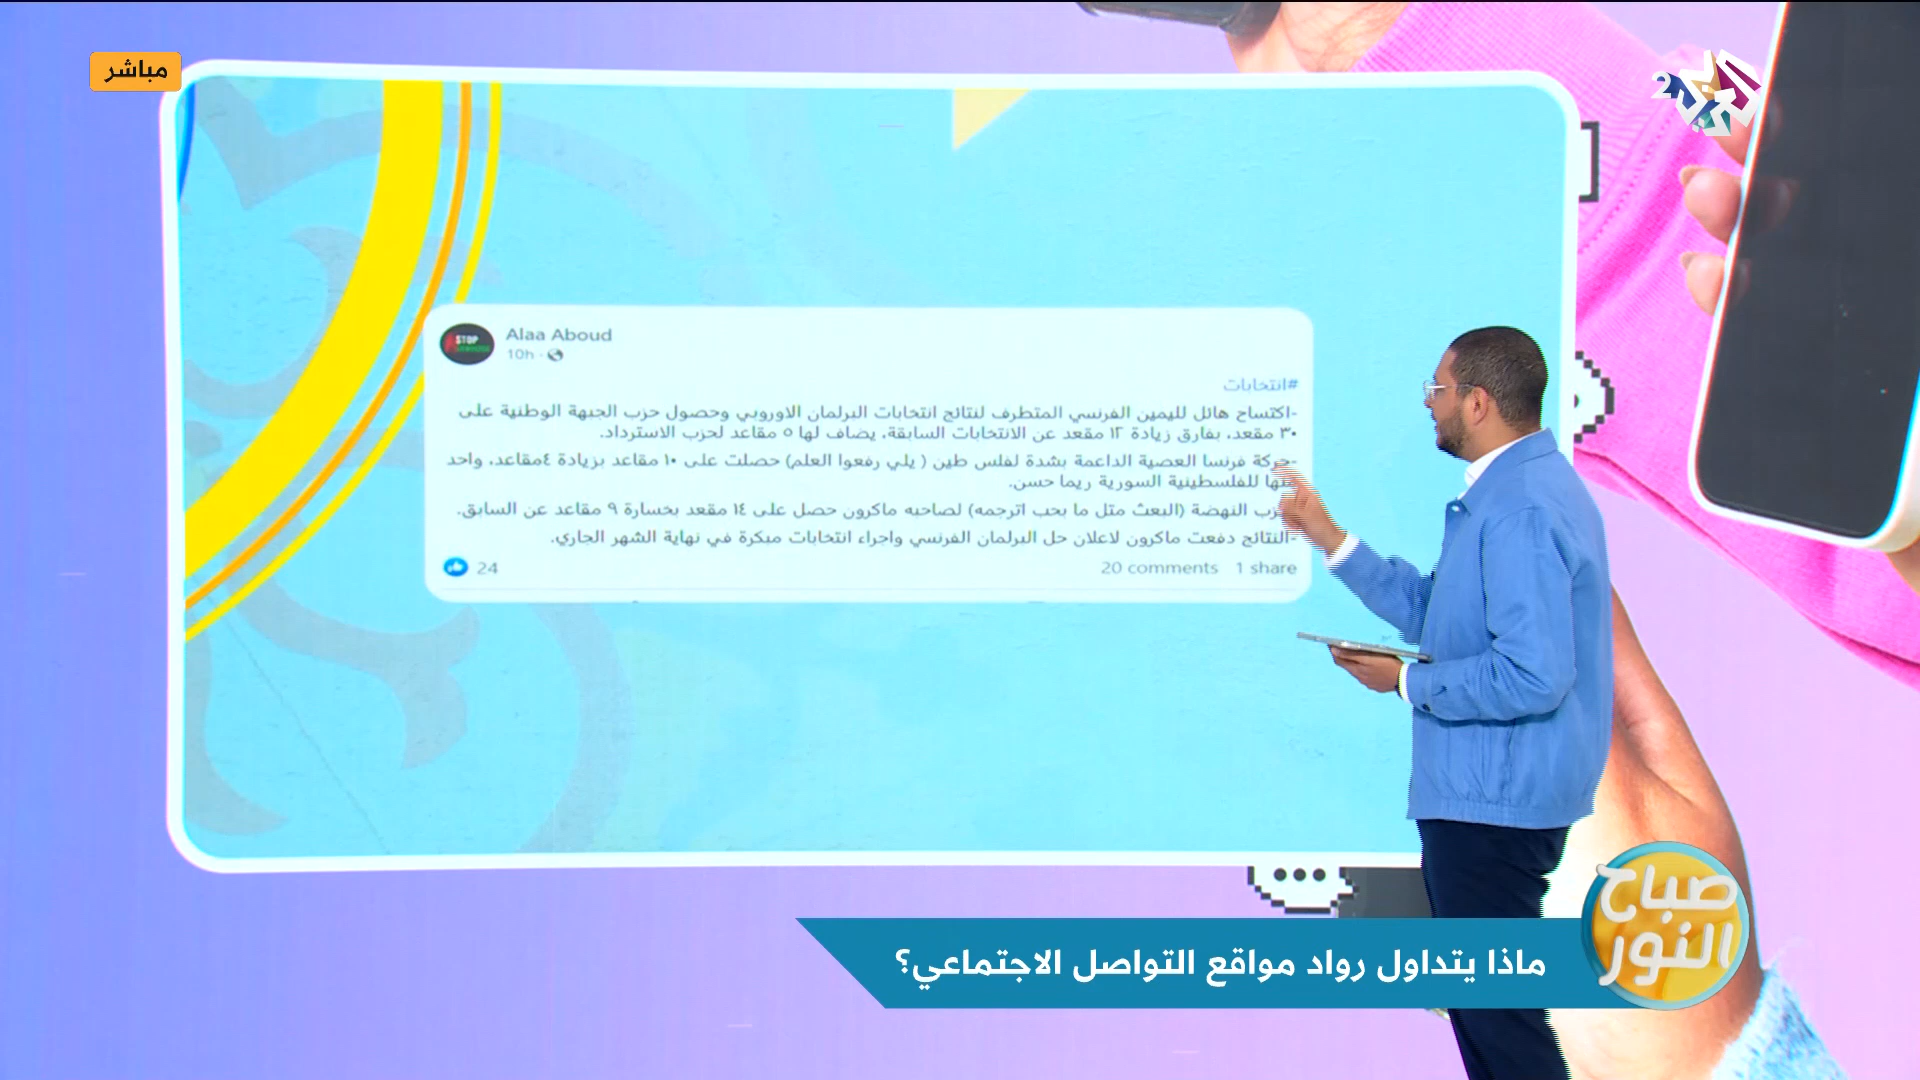 مباشر
العربي 2
Alaa Aboud
10h ·
#انتخابات
-اكتساح هائل لليمين الفرنسي المتطرف لنتائج انتخابات البرلمان الاوروبي وحصول حزب الجبهة الوطنية على
٣٠ مقعد، بفارق زيادة ١٢ مقعد عن الانتخابات السابقة، يضاف لها ٥ مقاعد لحزب الاسترداد.
-حركة فرنسا العصية الداعمة بشدة لفلس طين ( يلي رفعوا العلم) حصلت على ١٠ مقاعد بزيادة ٤مقاعد، واحد
منها للفلسطينية السورية ريما حسن.
النهضة (البعث متل ما بحب اترجمه) لصاحبه ماكرون حصل على ١٤ مقعد بخسارة ٩ مقاعد عن السابق.
-النتائج دفعت ماكرون لاعلان حل البرلمان الفرنسي واجراء انتخابات مبكرة في نهاية الشهر الجاري.
24
20 comments 1 share
صباح
النور
ماذا يتداول رواد مواقع التواصل الاجتماعي؟